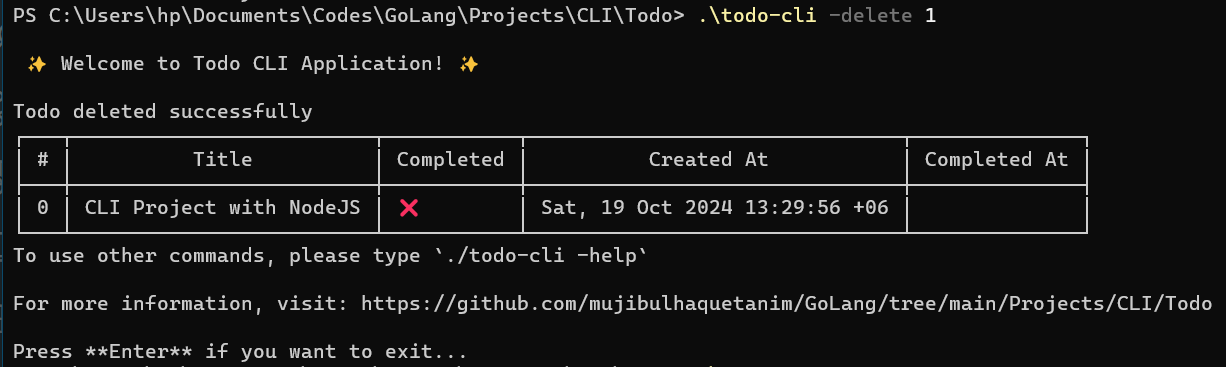 PS C:\Users\hp\Documents\Codes\GoLang\Projects\CLI\Todo> .\todo-cli -delete 1
✨ Welcome to Todo CLI Application! ✨
Todo deleted successfully
# Title Completed Created At Completed At
0 CLI Project with NodeJS ❌ Sat, 19 Oct 2024 13:29:56 +06
To use other commands, please type `./todo-cli -help`
For more information, visit: https://github.com/mujibulhaquetanim/GoLang/tree/main/Projects/CLI/Todo
Press **Enter** if you want to exit...